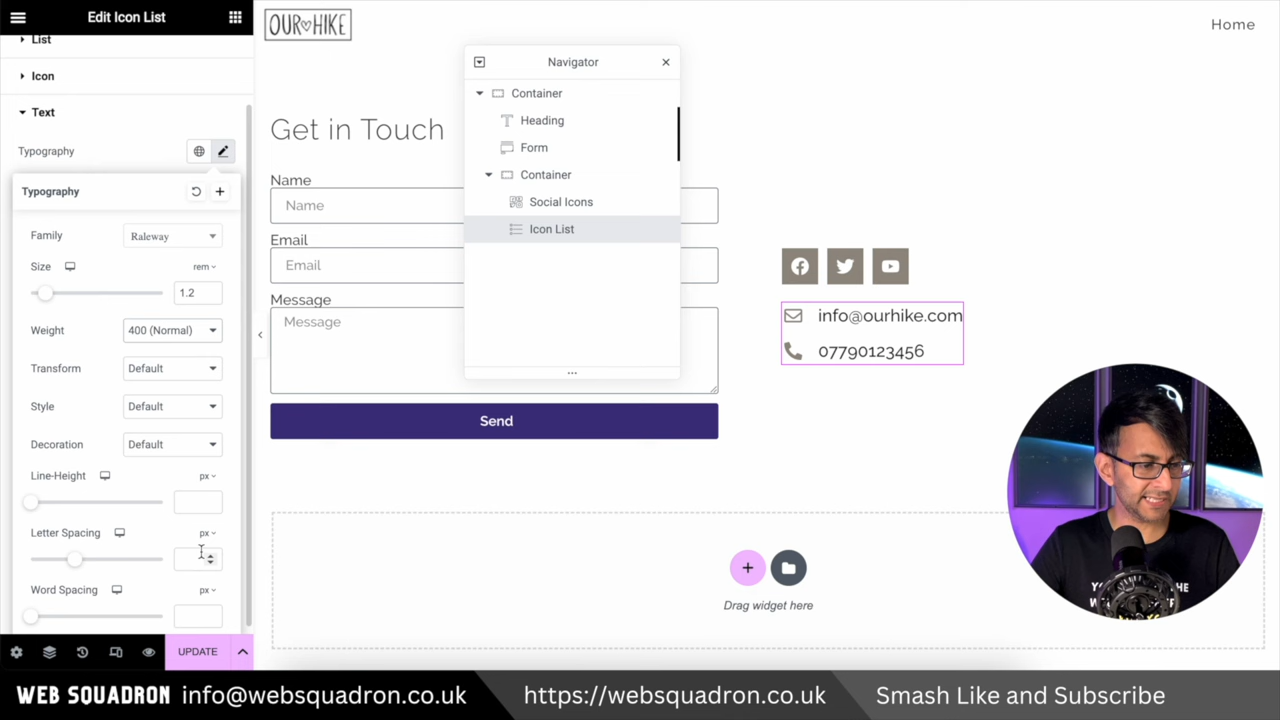 Edit Icon List
List
Icon
Text
Typography
Typography
Family
Raleway
Size
rem
1.2
Weight
400 (Normal)
Transform
Default
Style
Default
Decoration
Default
Line-Height
px
Letter Spacing
px
Word Spacing
px
UPDATE
OUR HIKE
Home
Get in Touch
Name
Name
Email
Email
Message
Message
Send
Navigator
Container
Heading
Form
Container
Social Icons
Icon List
info@ourhike.com
07790123456
Drag widget here
WEB SQUADRON info@websquadron.co.uk
https://websquadron.co.uk
Smash Like and Subscribe